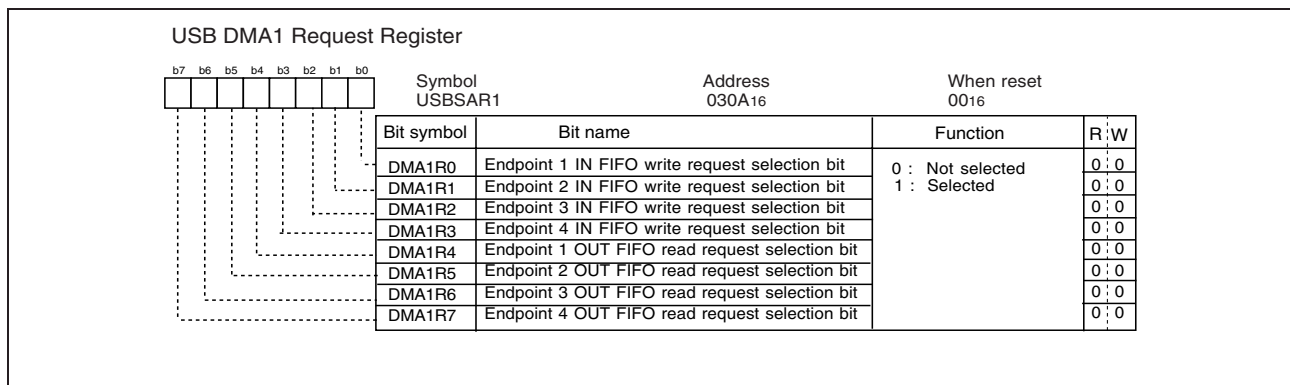 USB DMA1 Request Register
b7 b6 b5 b4 b3 b2 b1 b0
Symbol Address When reset
USBSAR1 030A16 0016
Bit symbol Bit name Function R W
DMA1R0 Endpoint 1 IN FIFO write request selection bit 0 : Not selected 0 0
DMA1R1 Endpoint 2 IN FIFO write request selection bit 1 : Selected 0 0
DMA1R2 Endpoint 3 IN FIFO write request selection bit 0 0
DMA1R3 Endpoint 4 IN FIFO write request selection bit 0 0
DMA1R4 Endpoint 1 OUT FIFO read request selection bit 0 0
DMA1R5 Endpoint 2 OUT FIFO read request selection bit 0 0
DMA1R6 Endpoint 3 OUT FIFO read request selection bit 0 0
DMA1R7 Endpoint 4 OUT FIFO read request selection bit 0 0